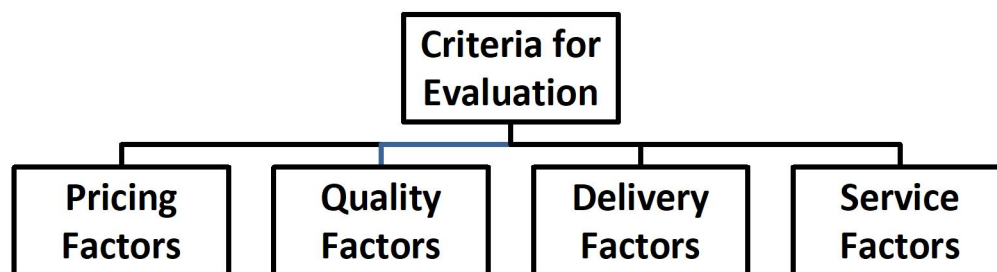 Criteria for
Evaluation
Pricing
Factors
Quality
Factors
Delivery
Factors
Service
Factors